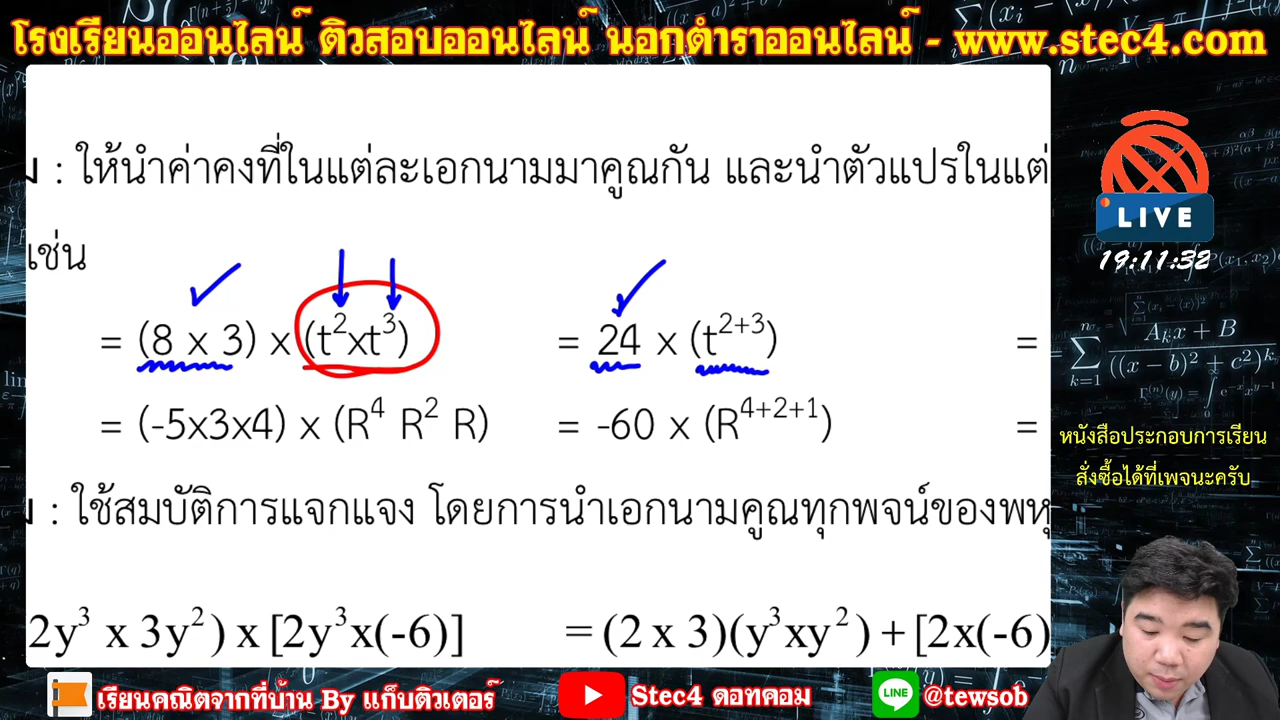 โรงเรียนออนไลน์ ติวสอบออนไลน์ นอกตำราออนไลน์ - www.stec4.com
: ให้นำค่าคงที่ในแต่ละเอกนามมาคูณกัน และนำตัวแปรในแต่
เช่น
= (8 x 3) x (t²xt³) = 24 x (t²⁺³) =
= (-5x3x4) x (R⁴ R² R) = -60 x (R⁴⁺²⁺¹) =
: ใช้สมบัติการแจกแจง โดยการนำเอกนามคูณทุกพจน์ของพหุ
2y³ x 3y²) x [2y³x(-6)] = (2 x 3)(y³xy²) + [2x(-6)
LIVE
19:11:32
หนังสือประกอบการเรียน
สั่งซื้อได้ที่เพจนะครับ
เรียนคณิตจากที่บ้าน By แก็บติวเตอร์ Stec4 ดอทคอม LINE @tewsob